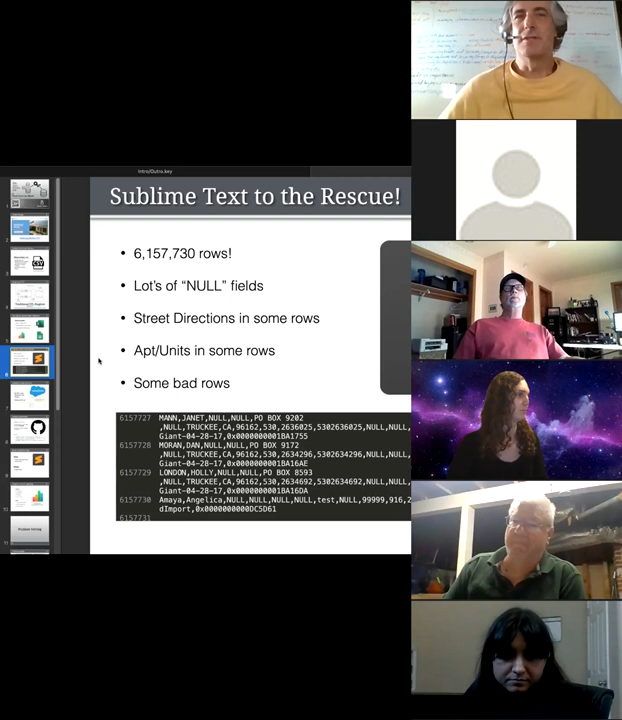 Intro/Outro.key
Sublime Text to the Rescue!
• 6,157,730 rows!
• Lot's of “NULL” fields
• Street Directions in some rows
• Apt/Units in some rows
• Some bad rows
6157727 MANN,JANET,NULL,NULL,PO BOX 9202
,NULL,TRUCKEE,CA,96162,530,2636025,5302636025,NULL,NULL,
Giant-04-28-17,0x0000000001BA1755
6157728 MORAN,DAN,NULL,NULL,PO BOX 9172
,NULL,TRUCKEE,CA,96162,530,2634296,5302634296,NULL,NULL,
Giant-04-28-17,0x0000000001BA16AE
6157729 LONDON,HOLLY,NULL,NULL,PO BOX 8593
,NULL,TRUCKEE,CA,96162,530,2634692,5302634692,NULL,NULL,
Giant-04-28-17,0x0000000001BA16DA
6157730 Amaya,Angelica,NULL,NULL,NULL,NULL,test,NULL,99999,916,2
dImport,0x0000000000DC5D61
6157731
CSV
Problem Solving